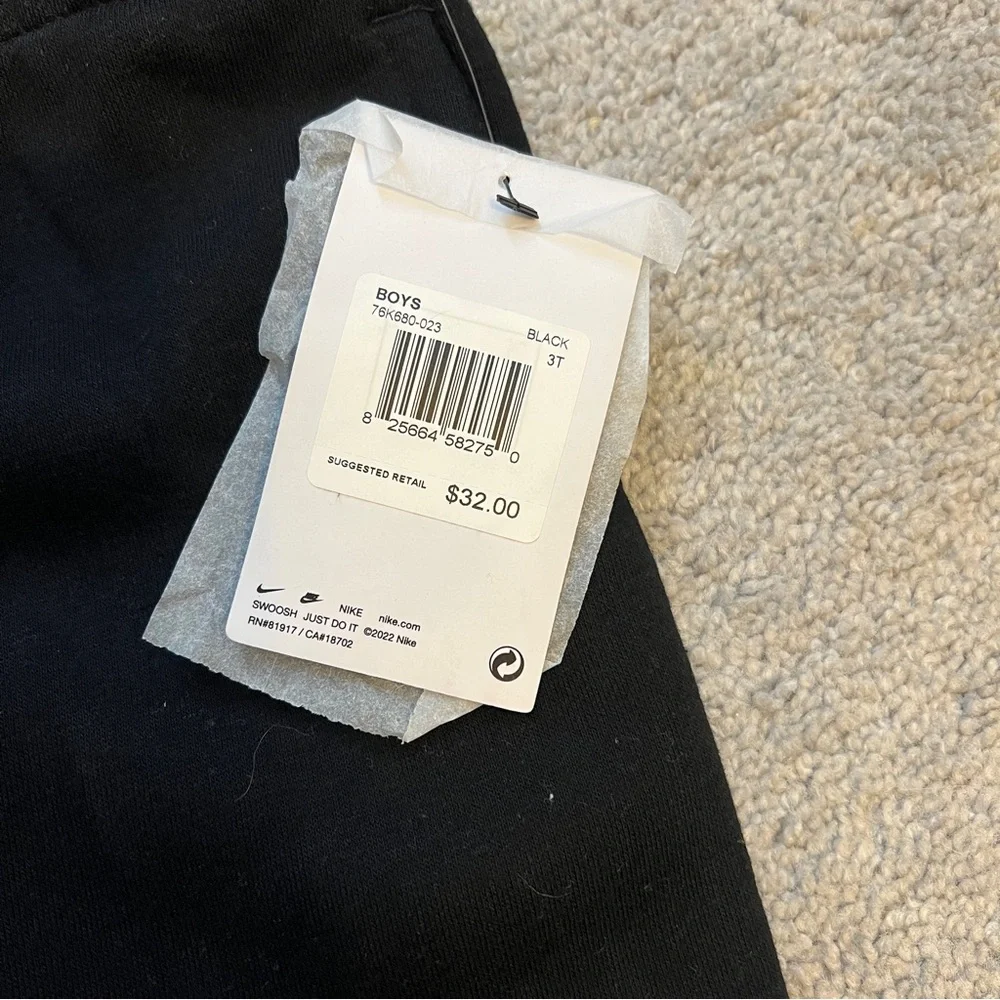 BOYS
76K680-023
BLACK
3T
8 25664 58275 0
SUGGESTED RETAIL $32.00
NIKE nike.com
SWOOSH JUST DO IT ©2022 Nike
RN#81917 / CA#18702